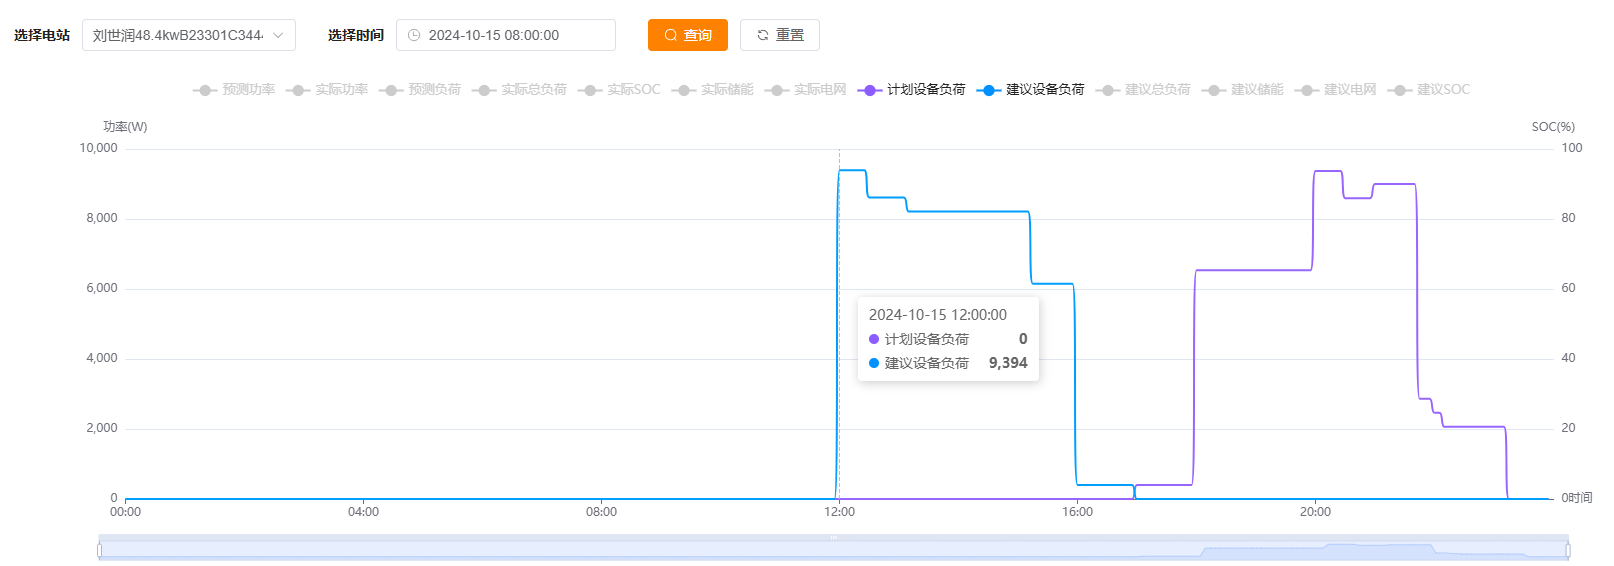 选择电站 刘世润48.4kwB23301C344 选择时间 2024-10-15 08:00:00 查询 重置
预测功率 实际功率 预测负荷 实际总负荷 实际SOC 实际储能 实际电网 计划设备负荷 建议设备负荷 建议总负荷 建议储能 建议电网 建议SOC
功率(W) SOC(%)
10,000 100
8,000 80
6,000 60
2024-10-15 12:00:00
计划设备负荷 0
4,000 40
建议设备负荷 9,394
2,000 20
0 0时间
00:00 04:00 08:00 12:00 16:00 20:00